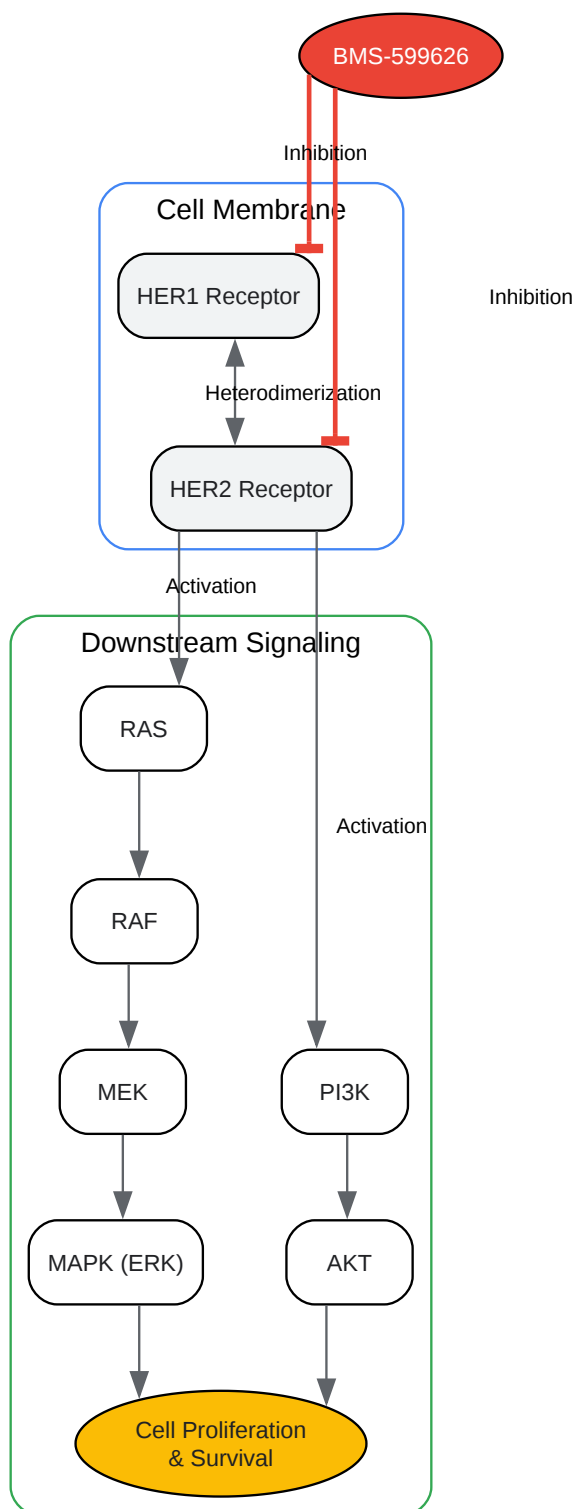 BMS-599626
Inhibition
Cell Membrane
HER1 Receptor
Inhibition
Heterodimerization
HER2 Receptor
Activation
Downstream Signaling
RAS
Activation
RAF
MEK
PI3K
MAPK (ERK)
AKT
Cell Proliferation
& Survival